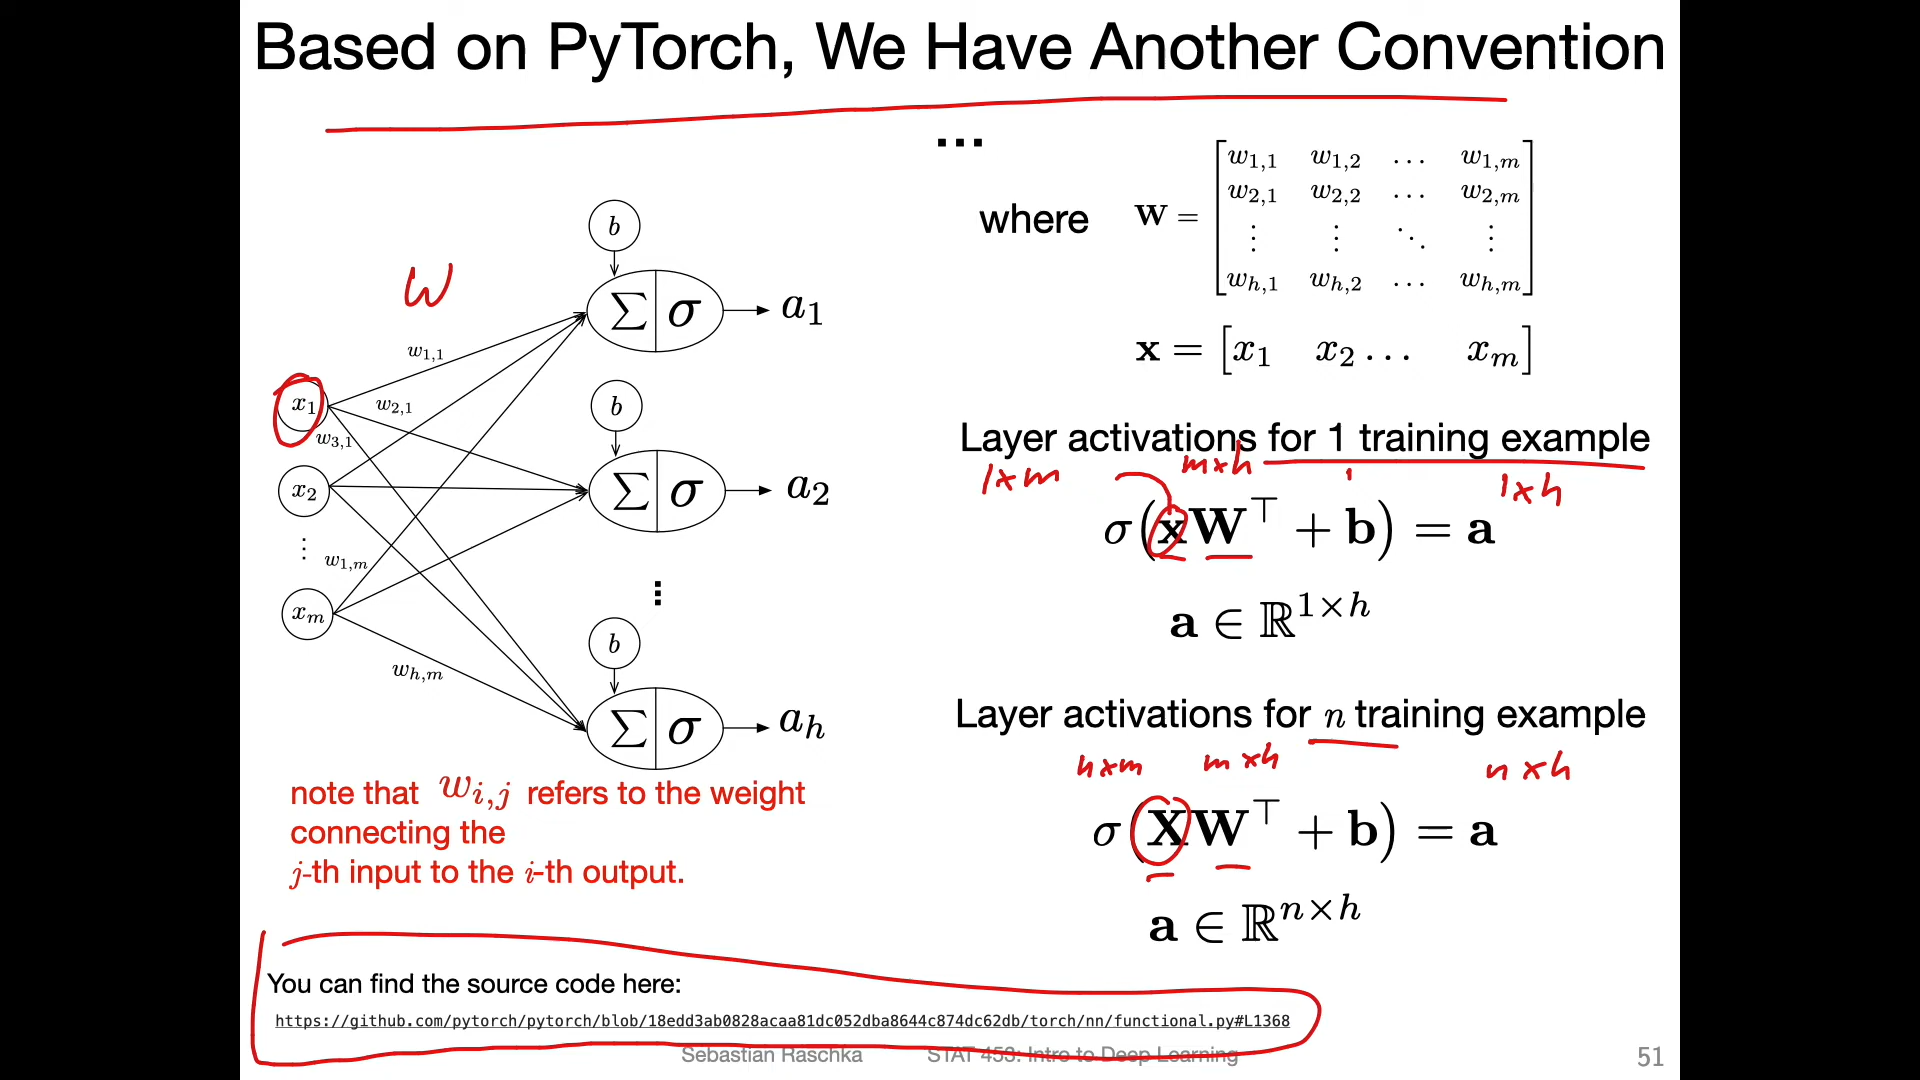 Based on PyTorch, We Have Another Convention
...
where W = [w1,1 w1,2 ... w1,m
w2,1 w2,2 ... w2,m
⋮ ⋮ ⋱ ⋮
wh,1 wh,2 ... wh,m]
x = [x1 x2 ... xm]
W
b
Σ σ → a1
w1,1
x1
w2,1
b
w3,1
x2
Σ σ → a2
⋮
w1,m
⋮
xm
b
wh,m
Σ σ → ah
note that wi,j refers to the weight
connecting the
j-th input to the i-th output.
Layer activations for 1 training example
1×m m×h 1×h
σ(xW⊤ + b) = a
a ∈ ℝ1×h
Layer activations for n training example
n×m m×h n×h
σ(XW⊤ + b) = a
a ∈ ℝn×h
You can find the source code here:
https://github.com/pytorch/pytorch/blob/18edd3ab0828acaa81dc052dba8644c874dc62db/torch/nn/functional.py#L1368
Sebastian Raschka STAT 453: Intro to Deep Learning 51